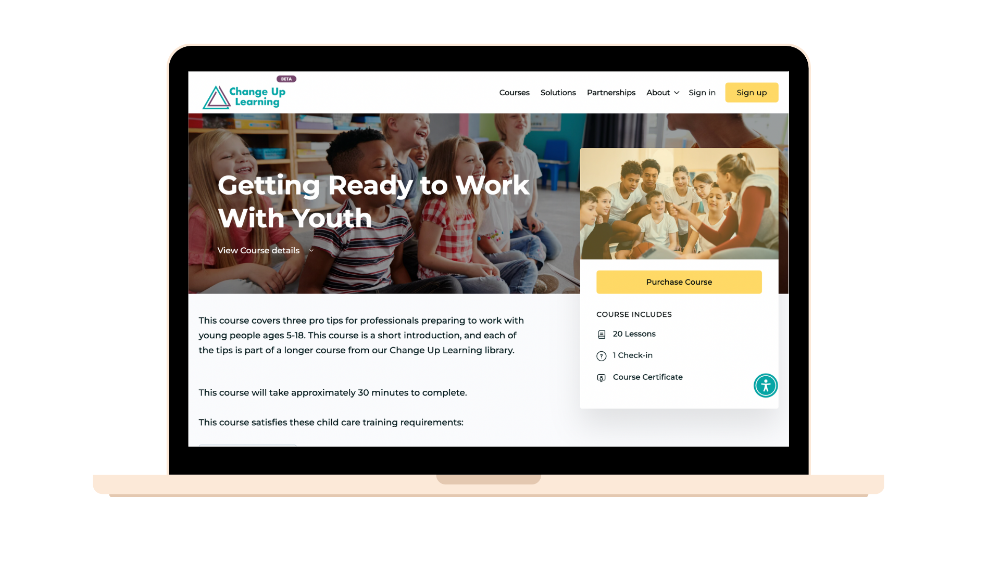 BETA
Change Up
Learning
Courses Solutions Partnerships About Sign in Sign up
Getting Ready to Work
With Youth
View Course details
Purchase Course
COURSE INCLUDES
20 Lessons
1 Check-in
Course Certificate
This course covers three pro tips for professionals preparing to work with
young people ages 5-18. This course is a short introduction, and each of
the tips is part of a longer course from our Change Up Learning library.
This course will take approximately 30 minutes to complete.
This course satisfies these child care training requirements: